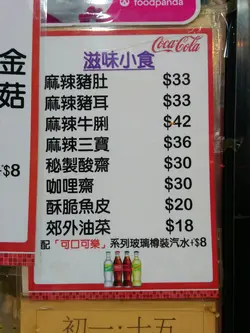 foodpanda
金
菇
$8
Coca-Cola
滋味小食
麻辣豬肚 $33
麻辣豬耳 $33
麻辣牛脷 $42
麻辣三寶 $36
秘製酸齋 $30
咖哩齋 $30
酥脆魚皮 $20
郊外油菜 $18
配「可口可樂」系列玻璃樽裝汽水+$8
初一·十五